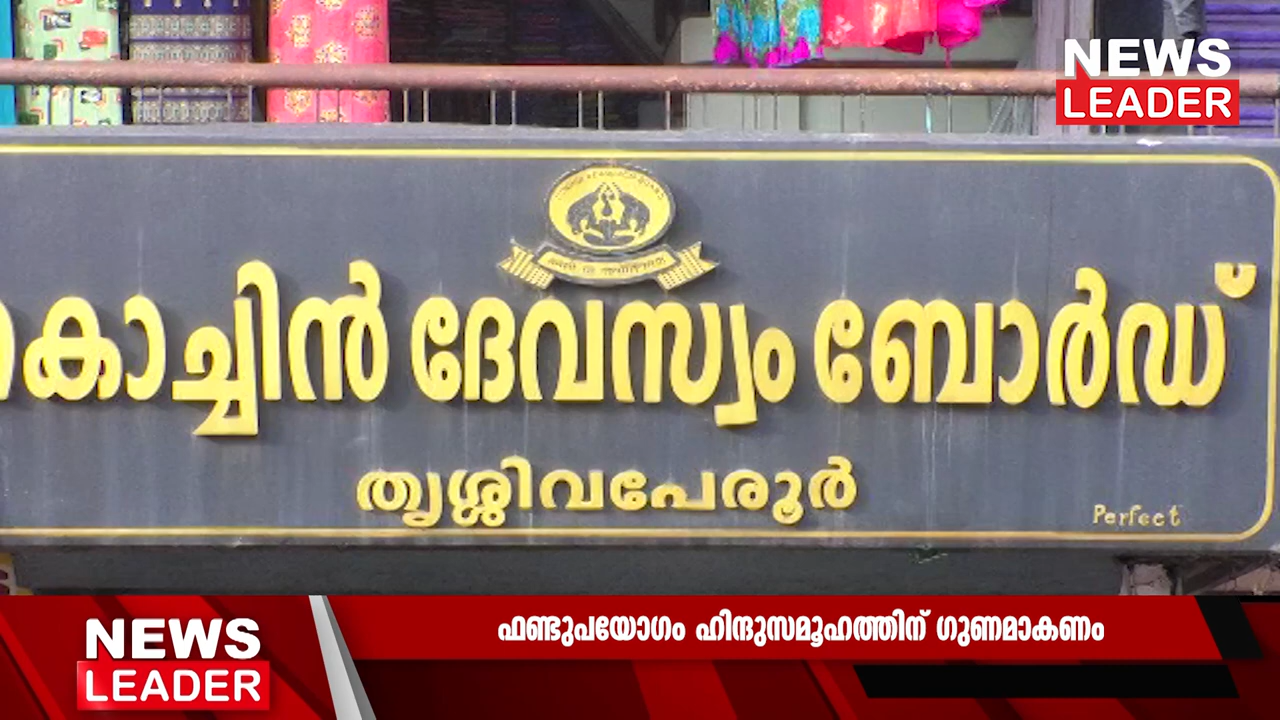 NEWS
LEADER
കൊച്ചിൻ ദേവസ്വം ബോർഡ്
തൃശ്ശിവപേരൂർ
Perfect
NEWS
LEADER
ഫണ്ടുപയോഗം ഹിന്ദുസമൂഹത്തിന് ഗുണമാകണം